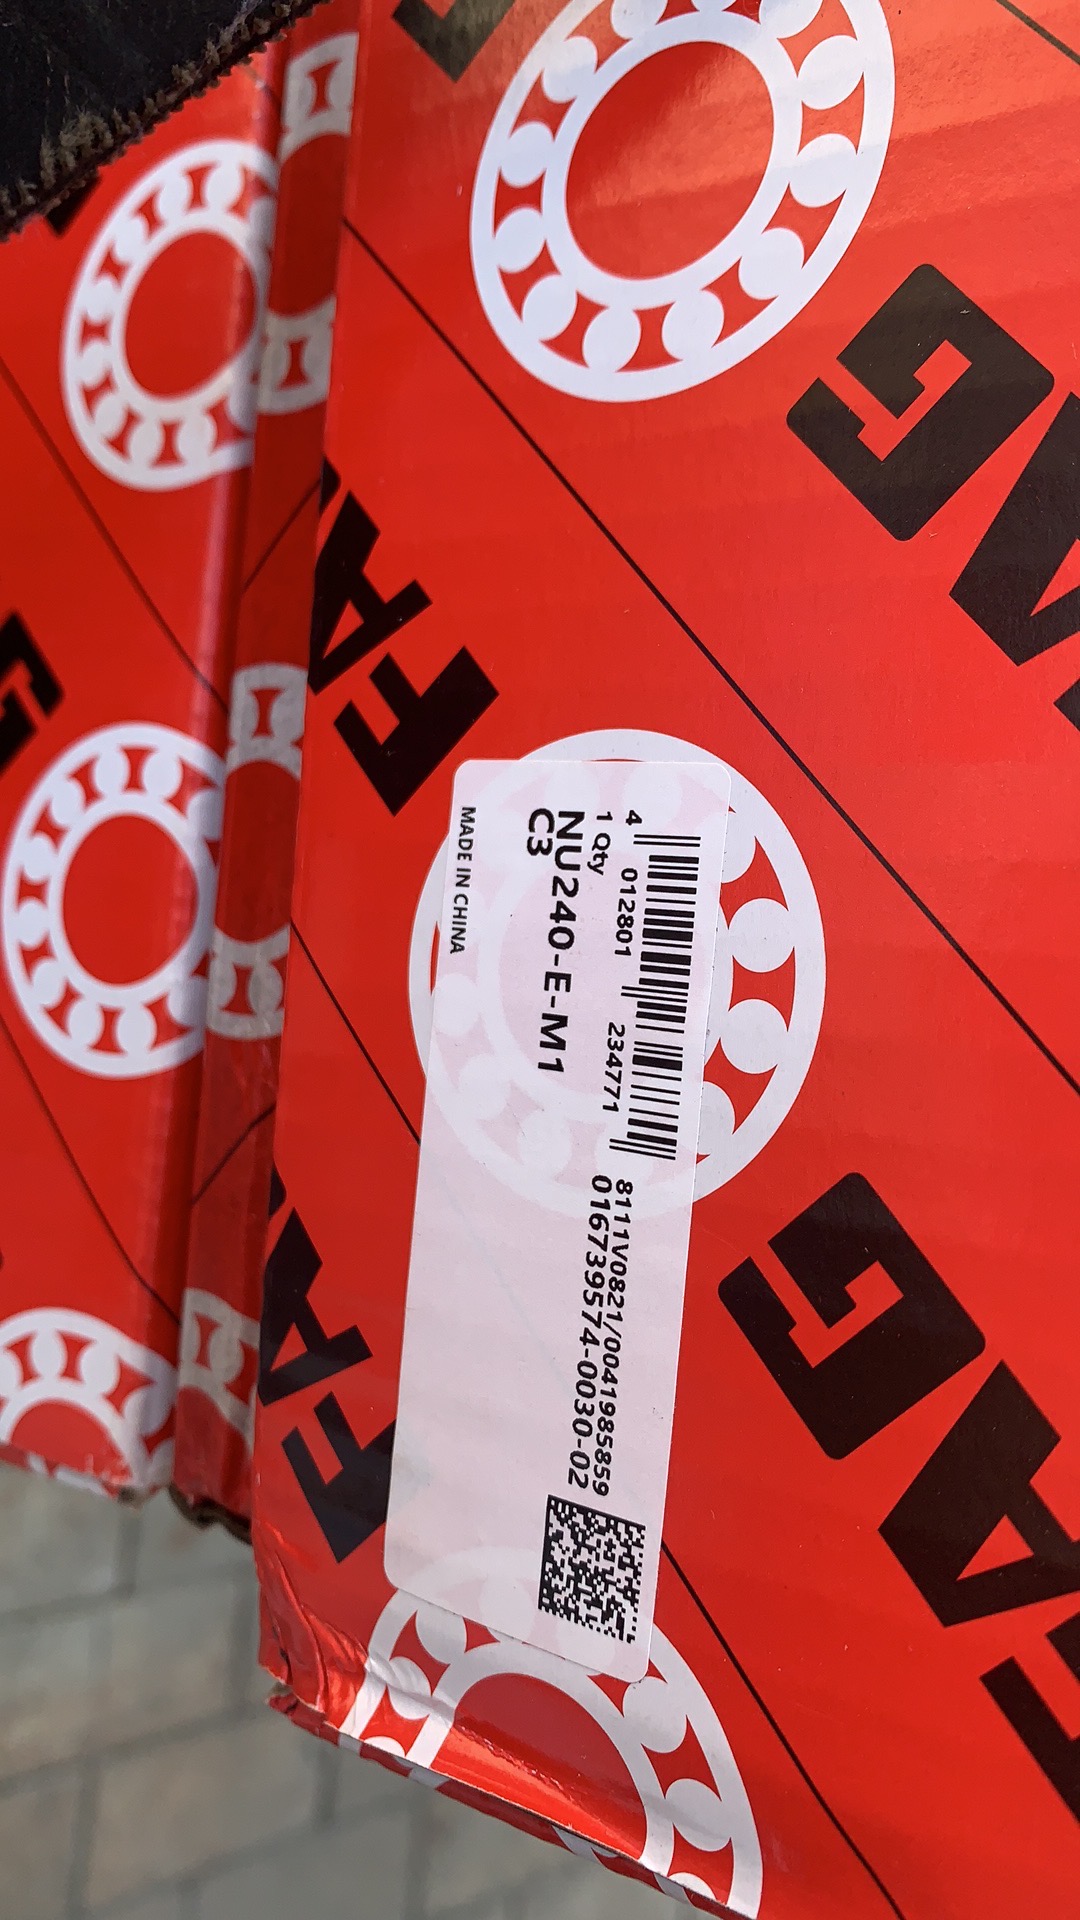 FAG
FAG
FAG
FAG
4 012801 234771
1 Qty
NU240-E-M1
C3
MADE IN CHINA
8111V0821/0041985859
016739574-0030-02